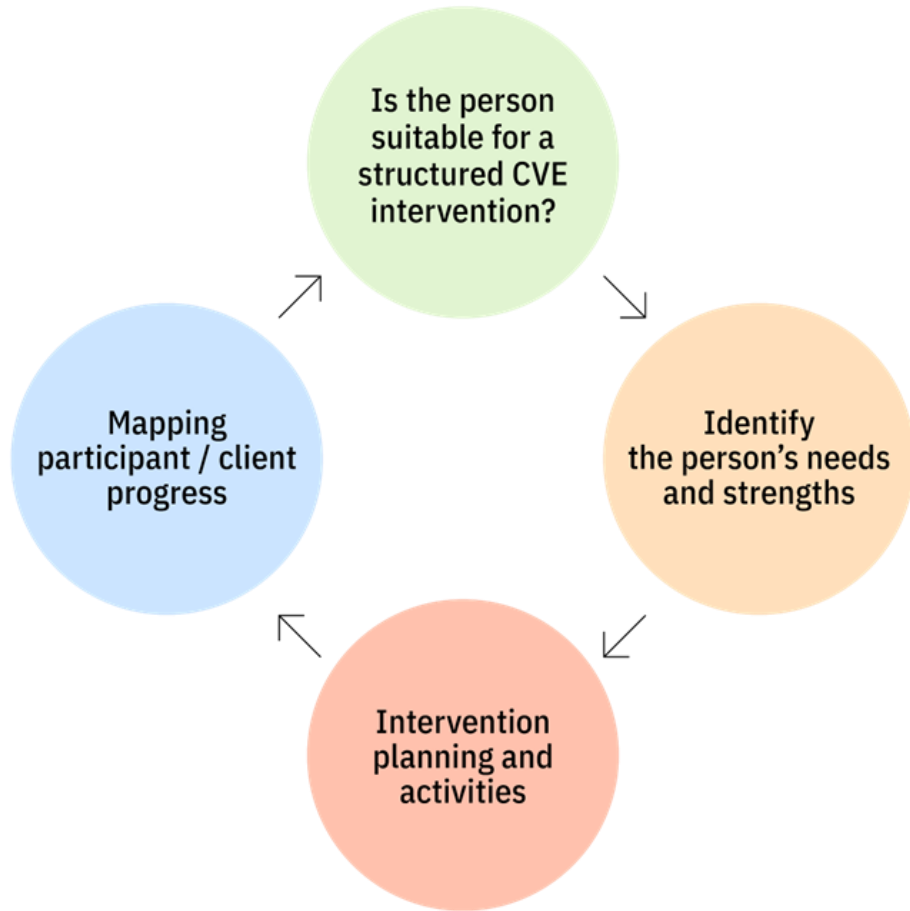 Is the person
suitable for a
structured CVE
intervention?
Identify
the person's needs
and strengths
Intervention
planning and
activities
Mapping
participant / client
progress